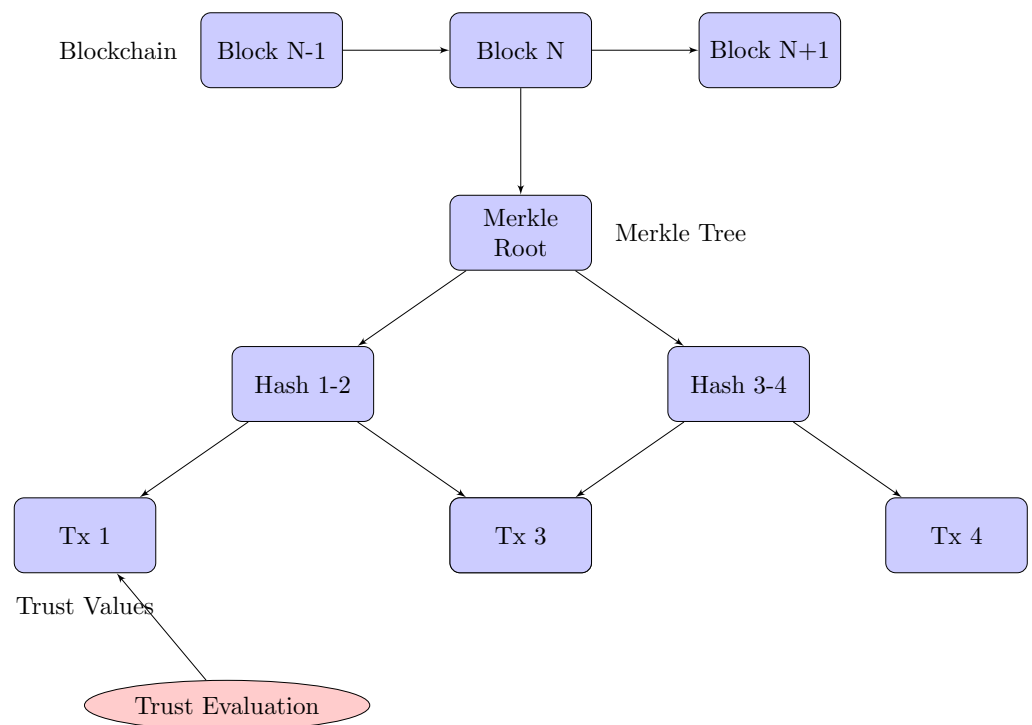 Blockchain
Block N-1
Block N
Block N+1
Merkle
Root
Merkle Tree
Hash 1-2
Hash 3-4
Tx 1
Tx 3
Tx 4
Trust Values
Trust Evaluation